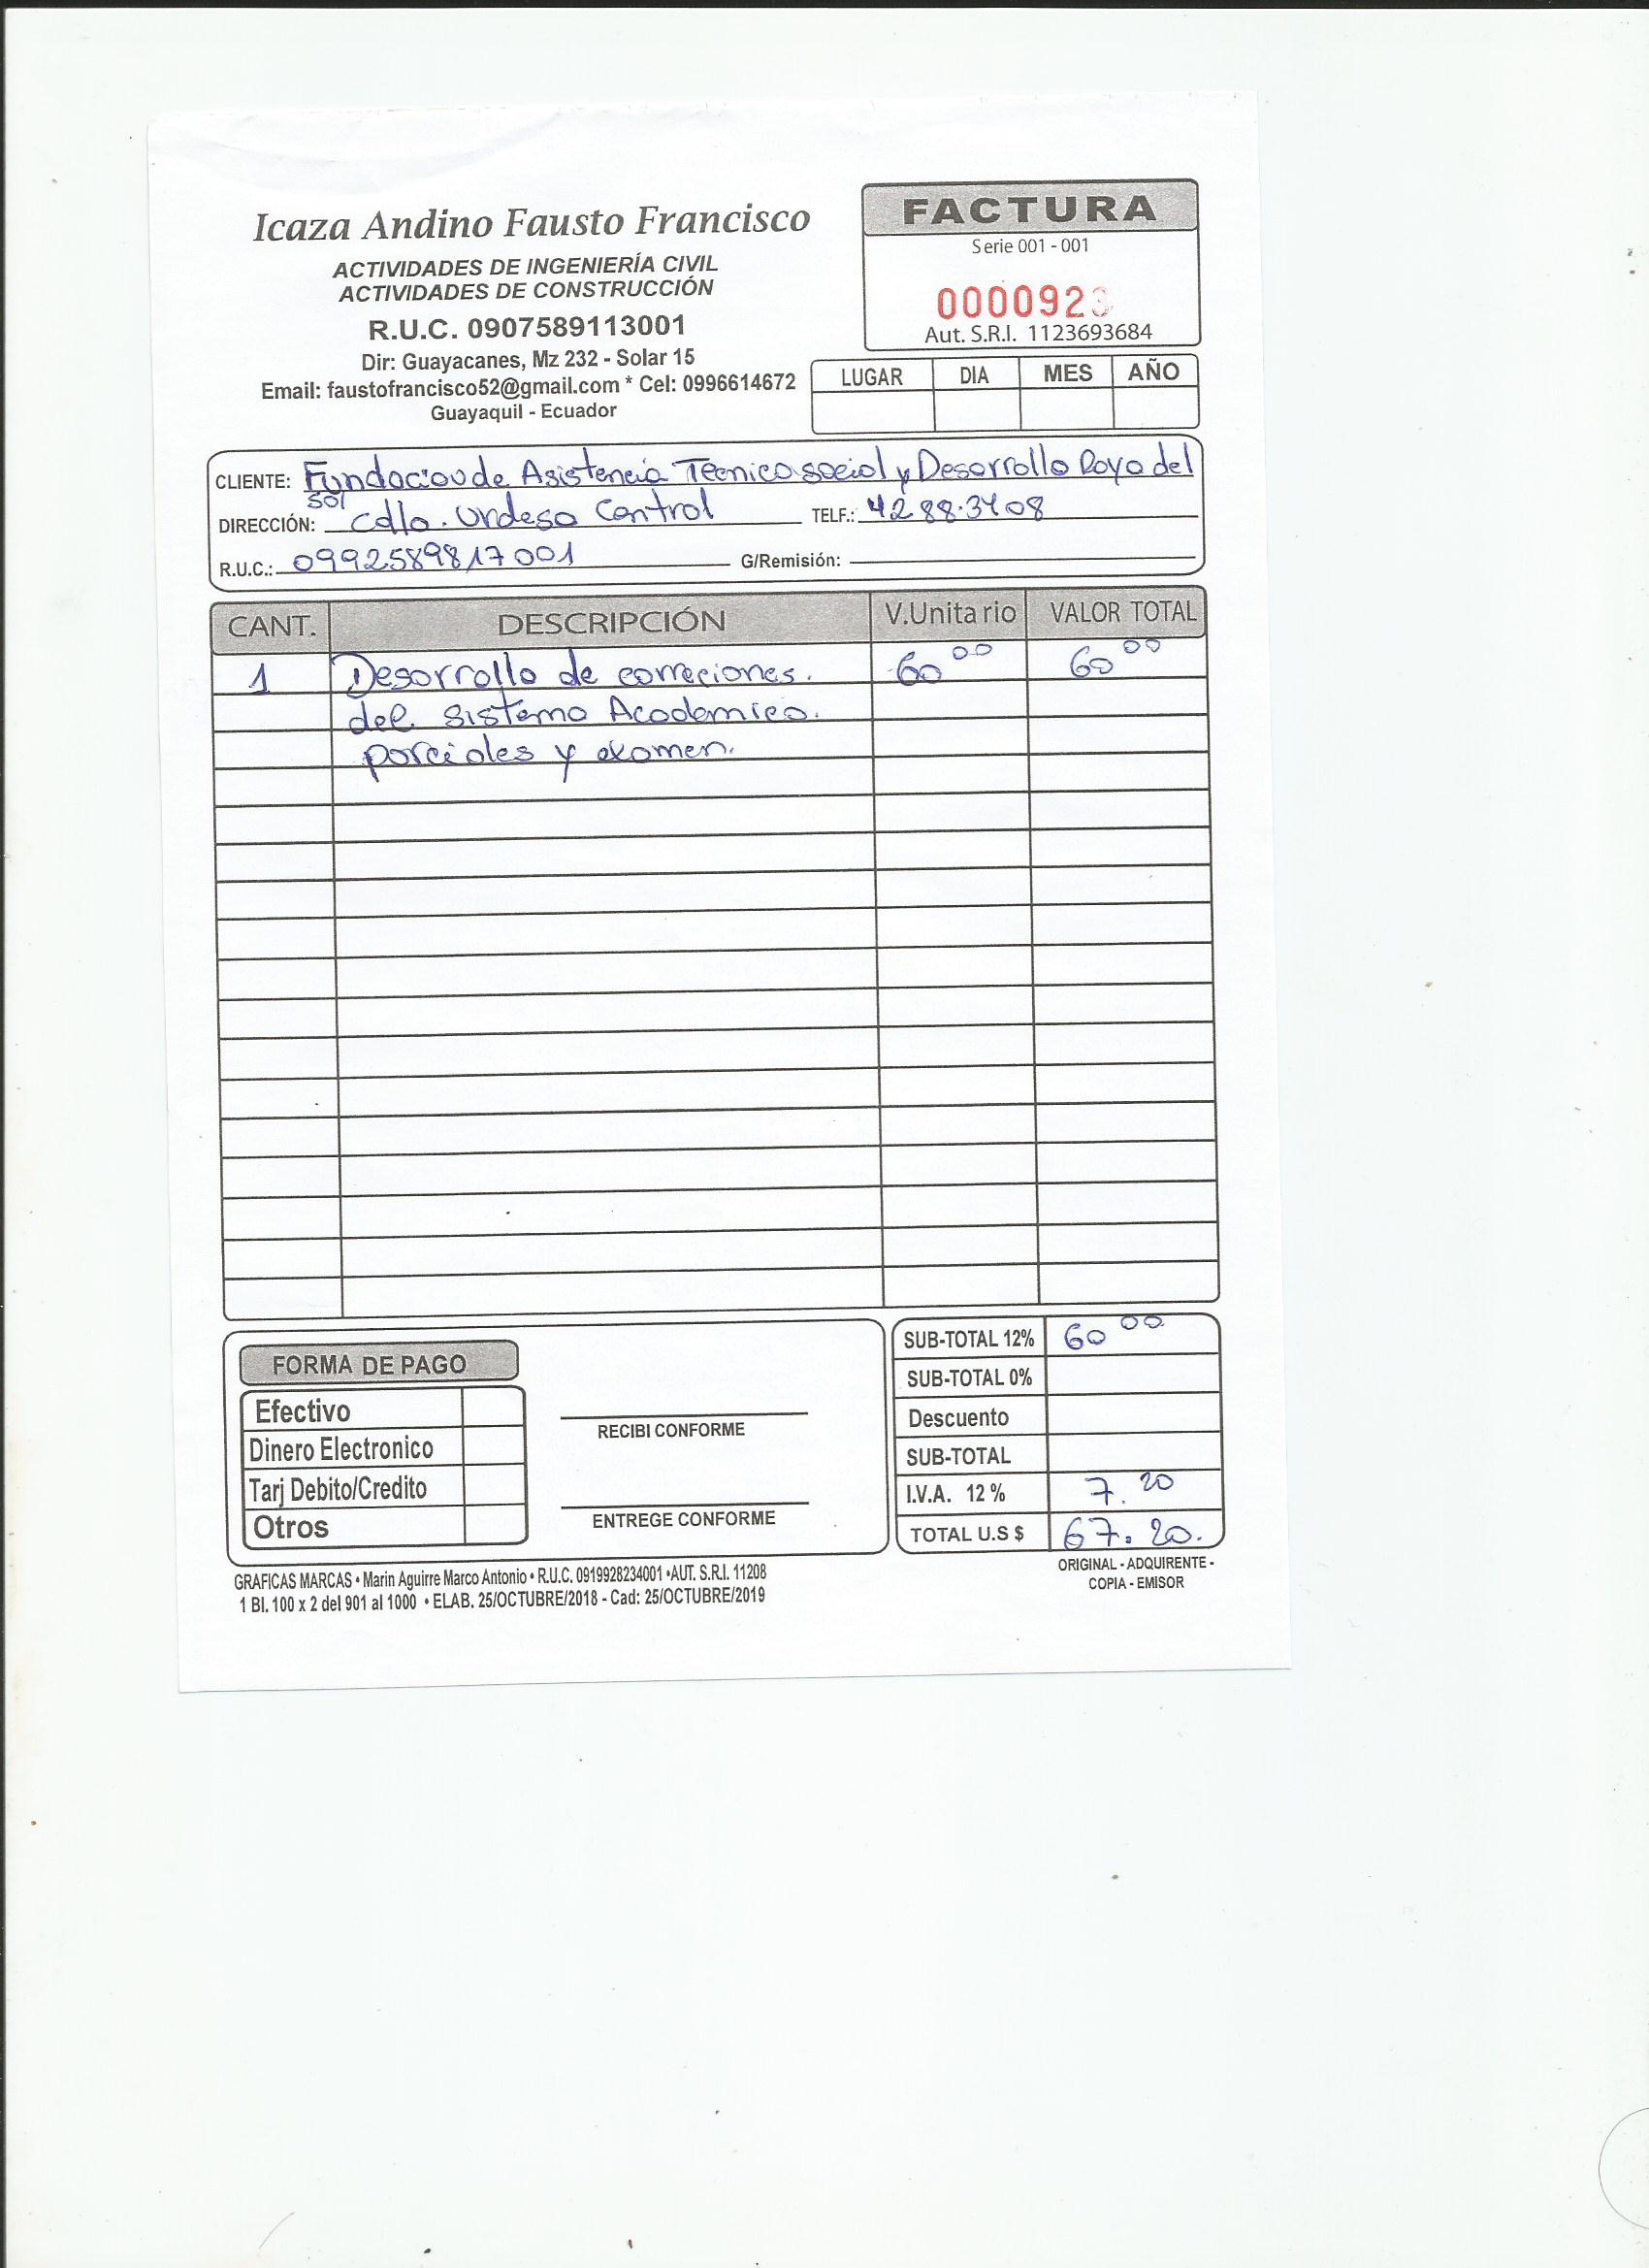 Icaza Andino Fausto Francisco
ACTIVIDADES DE INGENIERÍA CIVIL
ACTIVIDADES DE CONSTRUCCIÓN
R.U.C. 0907589113001
Dir: Guayacanes, Mz 232 - Solar 15
Email: faustofrancisco52@gmail.com * Cel: 0996614672
Guayaquil - Ecuador
FACTURA
Serie 001 - 001
0000923
Aut. S.R.I. 1123693684
LUGAR DIA MES AÑO
CLIENTE: Fundacion de Asistencia Tecnico social y Desarrollo Rayo del
sol
DIRECCIÓN: Cdla. Urdesa Central TELF.: 4288.3408
R.U.C.: 0992589817001 G/Remisión:
CANT. DESCRIPCIÓN V.Unitario VALOR TOTAL
1 Desarrollo de correciones. 60 00 60 00
del. sistema Academico.
parciales y examen.
FORMA DE PAGO
Efectivo
Dinero Electronico
Tarj Debito/Credito
Otros
RECIBI CONFORME
ENTREGE CONFORME
SUB-TOTAL 12% 60 00
SUB-TOTAL 0%
Descuento
SUB-TOTAL
I.V.A. 12 % 7.20
TOTAL U.S $ 67.20.
GRAFICAS MARCAS • Marin Aguirre Marco Antonio • R.U.C. 0919928234001 •AUT. S.R.I. 11208
1 Bl. 100 x 2 del 901 al 1000 • ELAB. 25/OCTUBRE/2018 - Cad: 25/OCTUBRE/2019
ORIGINAL - ADQUIRENTE -
COPIA - EMISOR